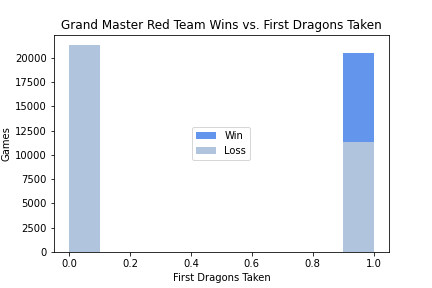 Grand Master Red Team Wins vs. First Dragons Taken
Games
20000
17500
15000
12500
10000
7500
5000
2500
0
Win
Loss
0.0 0.2 0.4 0.6 0.8 1.0
First Dragons Taken